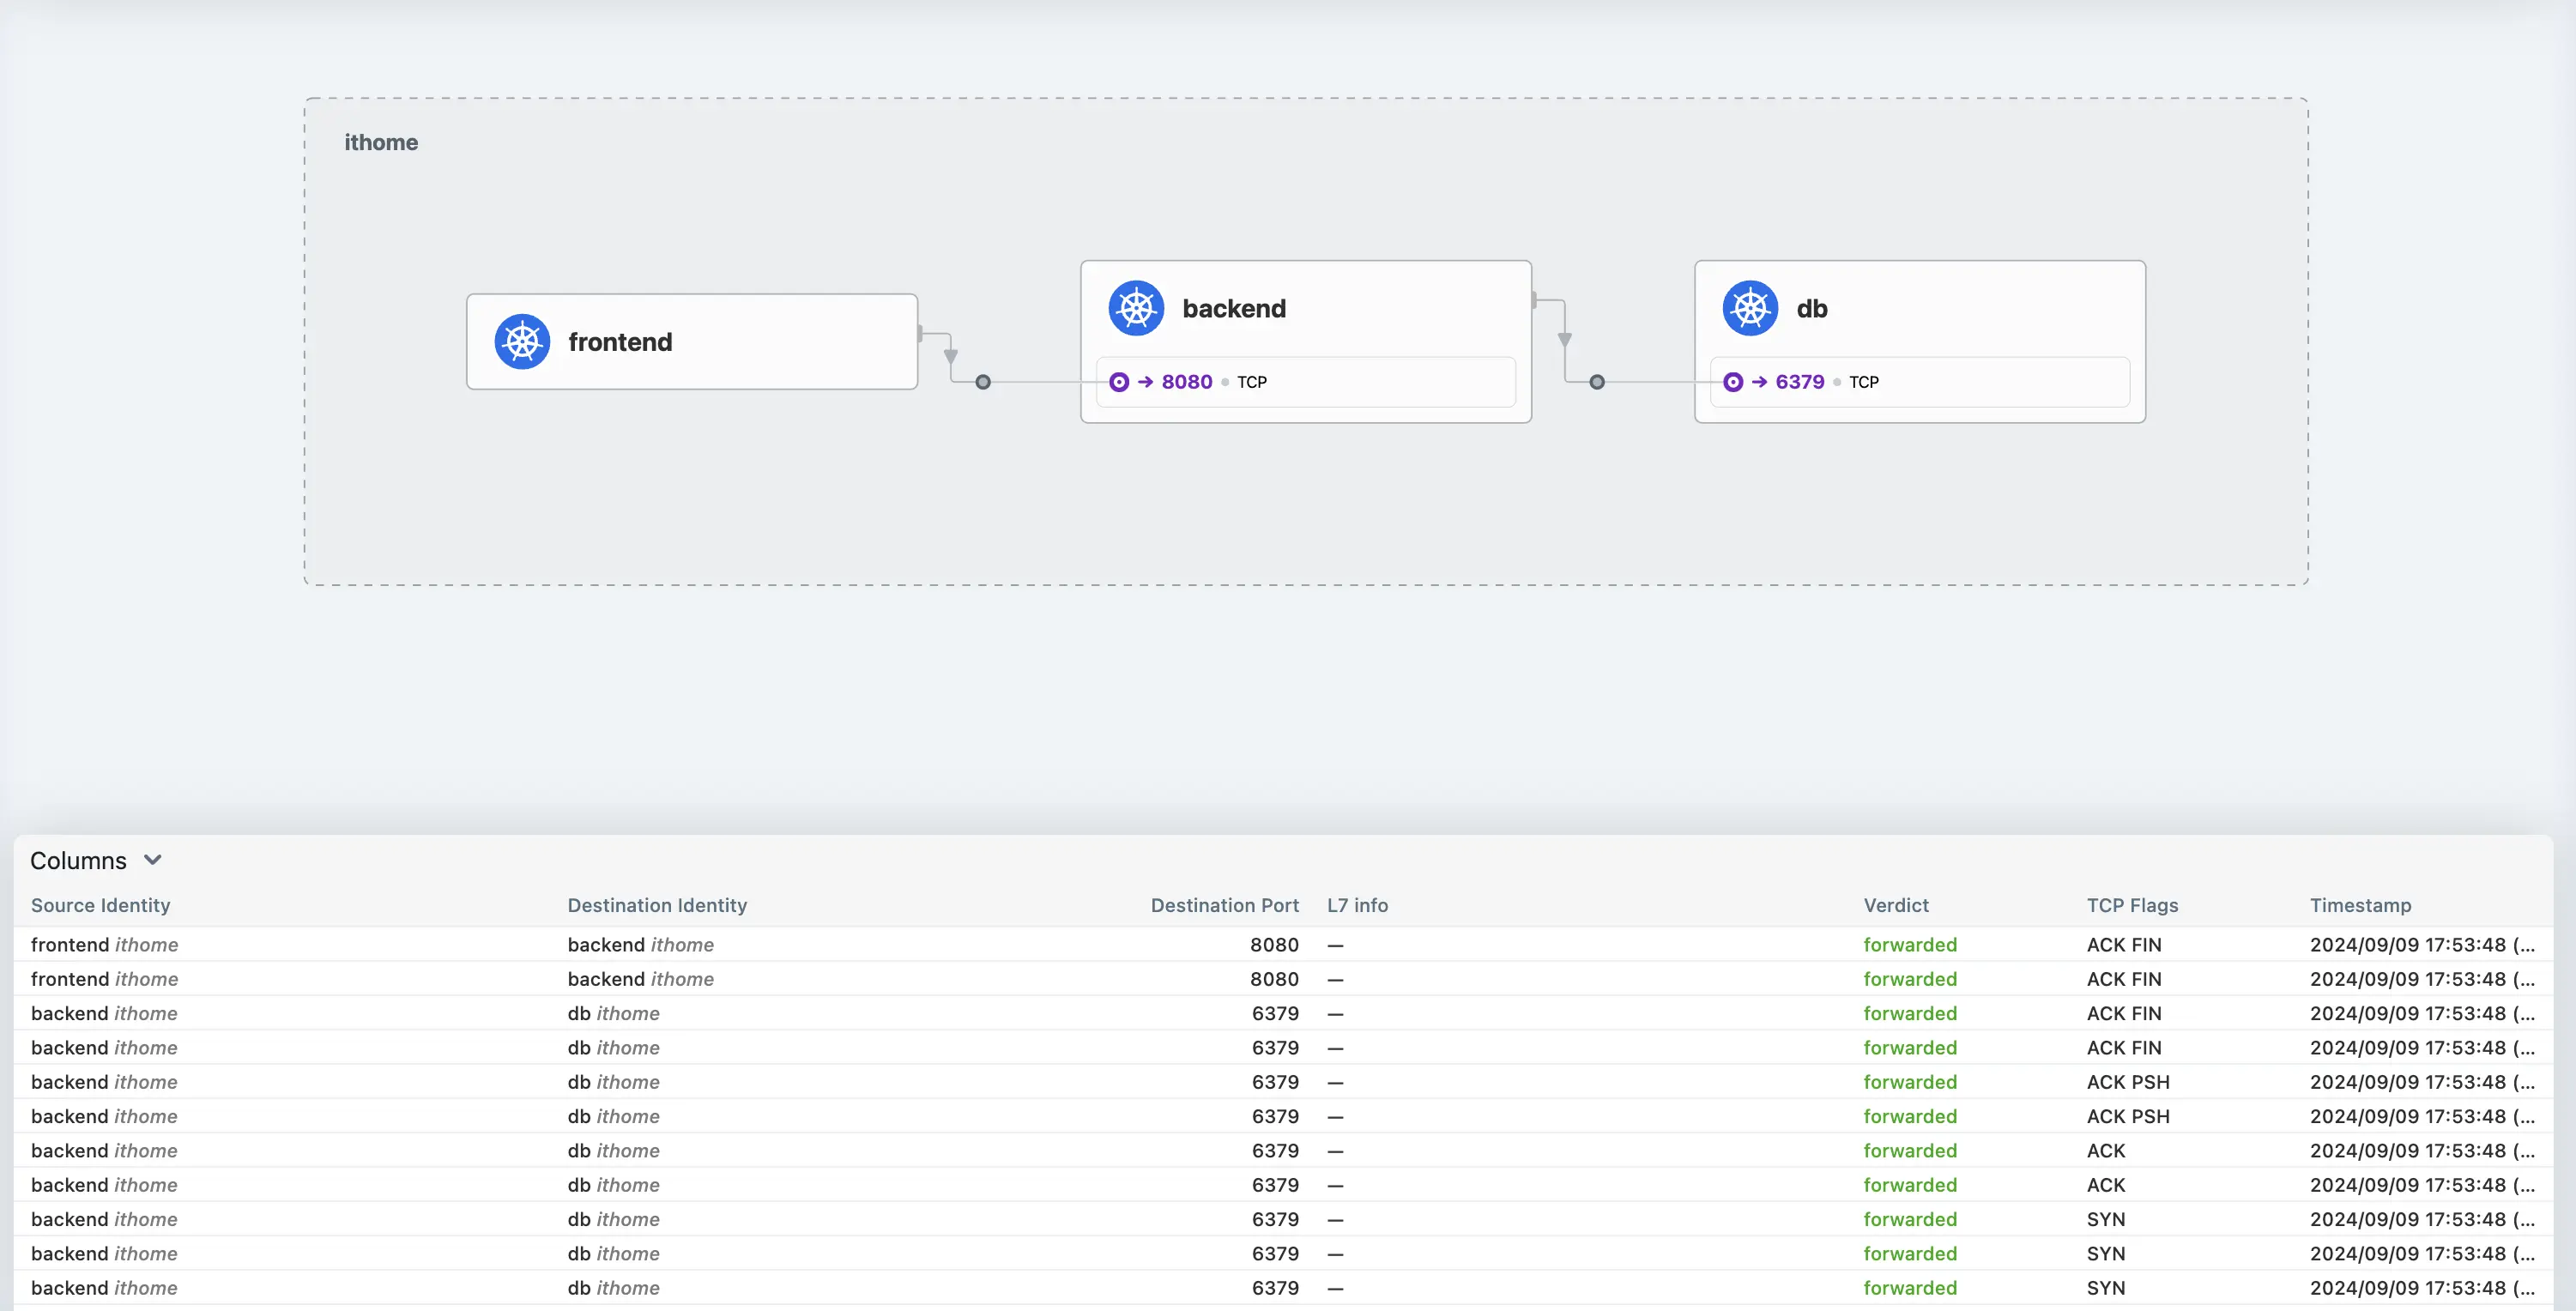 ithome
frontend
backend
→ 8080 • TCP
db
→ 6379 • TCP
Columns
Source Identity Destination Identity Destination Port L7 info Verdict TCP Flags Timestamp
frontend ithome backend ithome 8080 — forwarded ACK FIN 2024/09/09 17:53:48 (...
frontend ithome backend ithome 8080 — forwarded ACK FIN 2024/09/09 17:53:48 (...
backend ithome db ithome 6379 — forwarded ACK FIN 2024/09/09 17:53:48 (...
backend ithome db ithome 6379 — forwarded ACK FIN 2024/09/09 17:53:48 (...
backend ithome db ithome 6379 — forwarded ACK PSH 2024/09/09 17:53:48 (...
backend ithome db ithome 6379 — forwarded ACK PSH 2024/09/09 17:53:48 (...
backend ithome db ithome 6379 — forwarded ACK 2024/09/09 17:53:48 (...
backend ithome db ithome 6379 — forwarded ACK 2024/09/09 17:53:48 (...
backend ithome db ithome 6379 — forwarded SYN 2024/09/09 17:53:48 (...
backend ithome db ithome 6379 — forwarded SYN 2024/09/09 17:53:48 (...
backend ithome db ithome 6379 — forwarded SYN 2024/09/09 17:53:48 (...